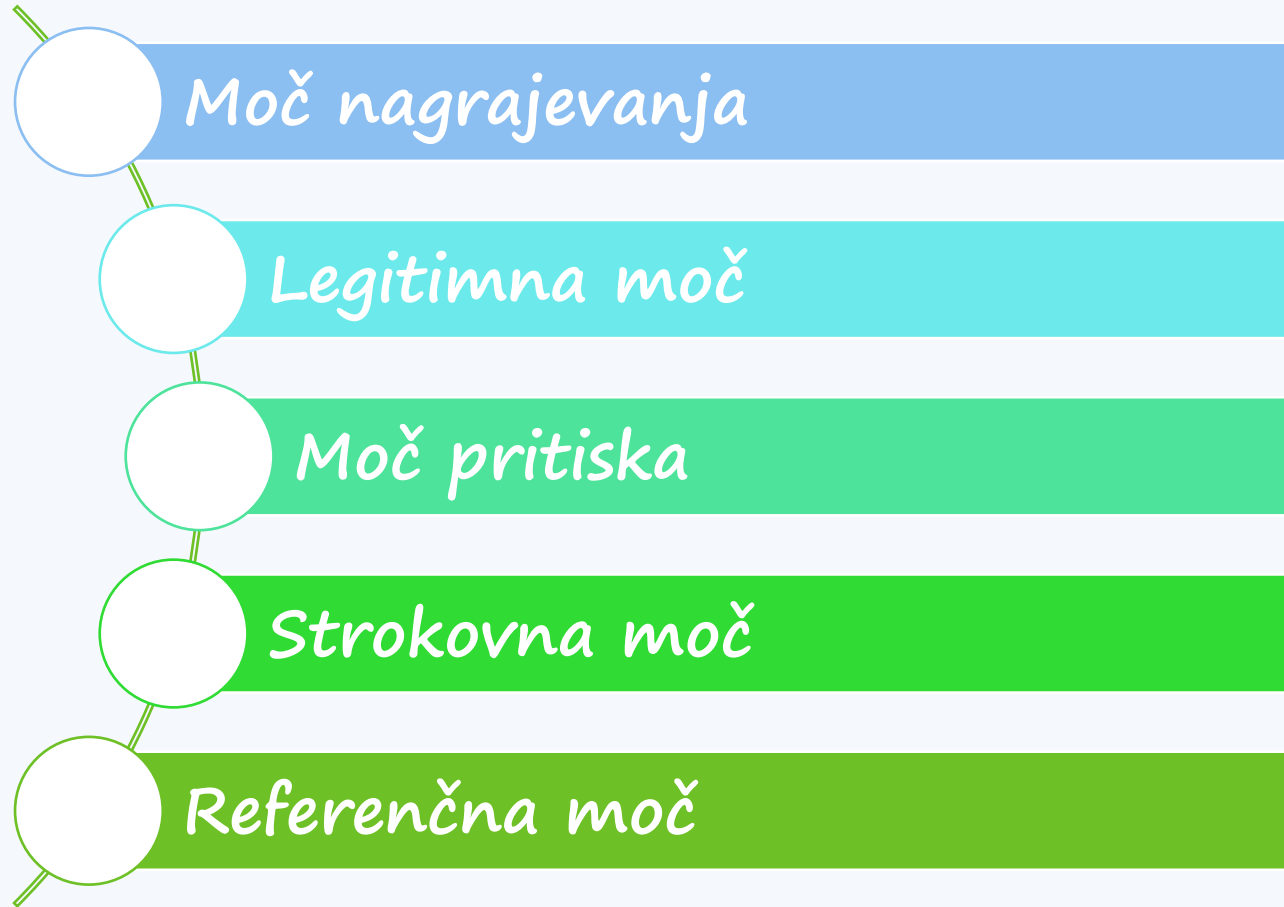 Moč nagrajevanja
Legitimna moč
Moč pritiska
Strokovna moč
Referenčna moč